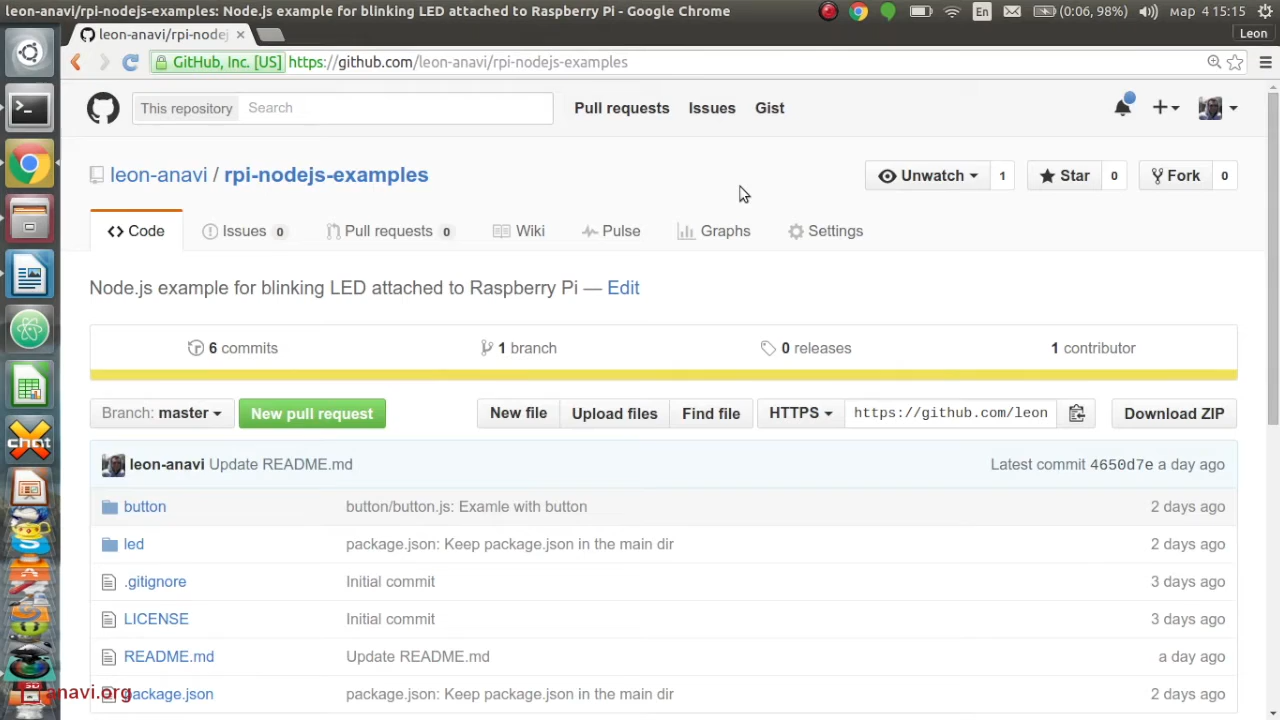 leon-anavi/rpi-nodejs-examples: Node.js example for blinking LED attached to Raspberry Pi - Google Chrome
En
(0:06, 98%)
мар 4 15:15
leon-anavi/rpi-nodej
Leon
GitHub, Inc. [US] https://github.com/leon-anavi/rpi-nodejs-examples
This repository Search Pull requests Issues Gist
leon-anavi / rpi-nodejs-examples Unwatch 1 Star 0 Fork 0
Code Issues 0 Pull requests 0 Wiki Pulse Graphs Settings
Node.js example for blinking LED attached to Raspberry Pi — Edit
6 commits 1 branch 0 releases 1 contributor
Branch: master New pull request New file Upload files Find file HTTPS https://github.com/leon Download ZIP
leon-anavi Update README.md Latest commit 4650d7e a day ago
button button/button.js: Examle with button 2 days ago
led package.json: Keep package.json in the main dir 2 days ago
.gitignore Initial commit 3 days ago
LICENSE Initial commit 3 days ago
README.md Update README.md a day ago
package.json package.json: Keep package.json in the main dir 2 days ago
chat
anavi.org